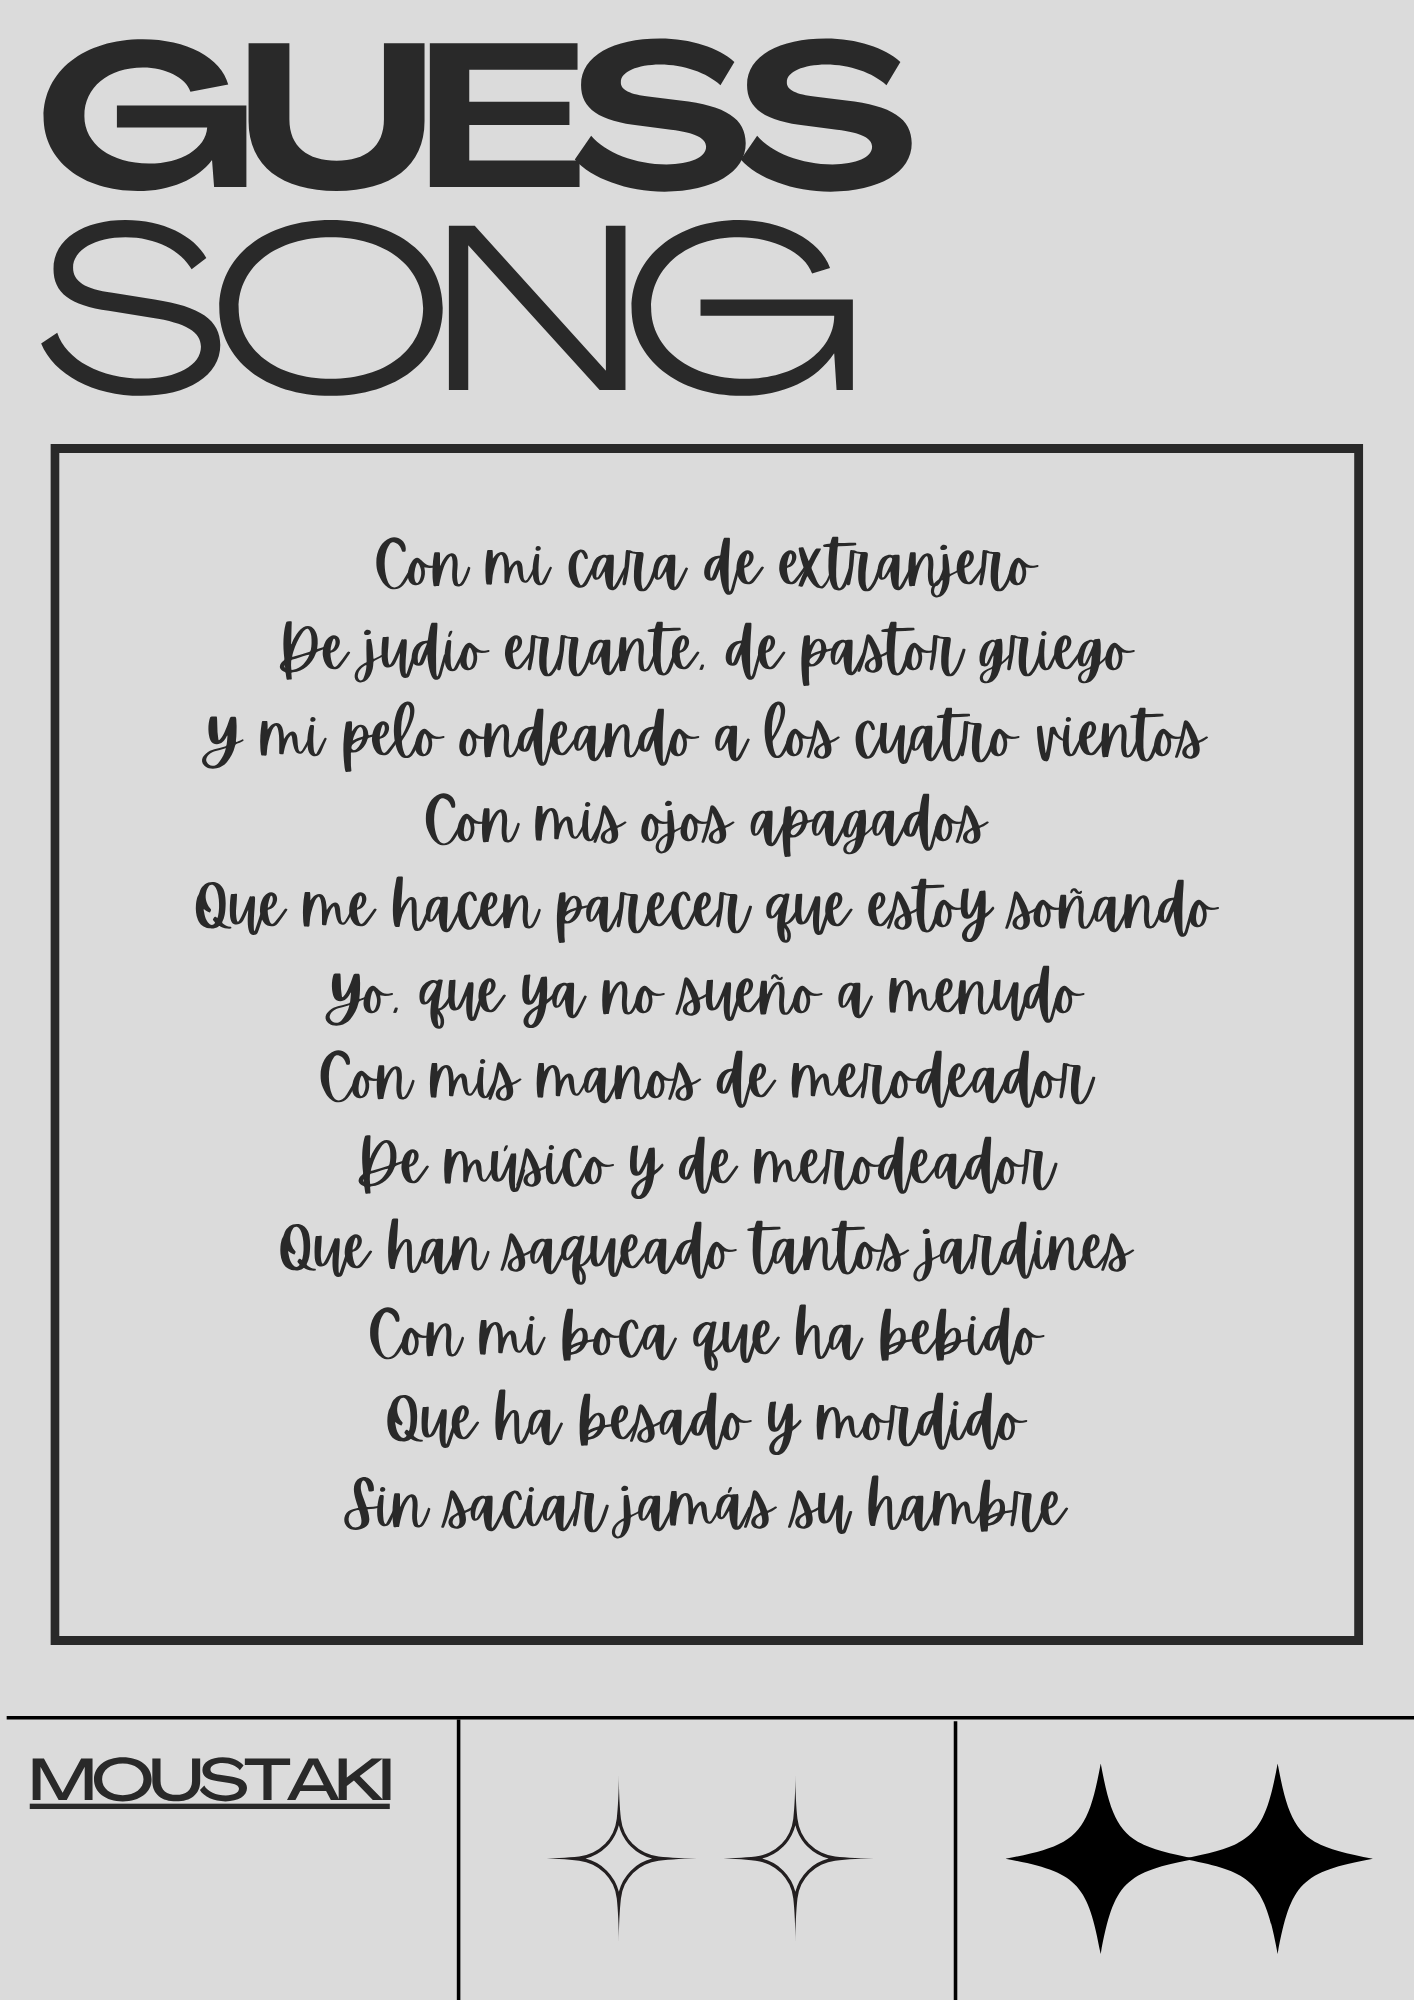 GUESS
SONG
Con mi cara de extranjero
De judío errante, de pastor griego
Y mi pelo ondeando a los cuatro vientos
Con mis ojos apagados
Que me hacen parecer que estoy soñando
Yo, que ya no sueño a menudo
Con mis manos de merodeador
De músico y de merodeador
Que han saqueado tantos jardines
Con mi boca que ha bebido
Que ha besado y mordido
Sin saciar jamás su hambre
MOUSTAKI